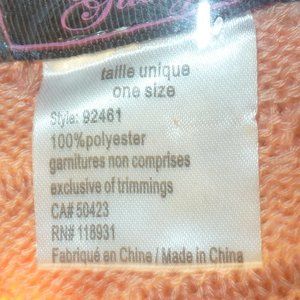 taille unique
one size
Style: 92461
100%polyester
garnitures non comprises
exclusive of trimmings
CA# 50423
RN# 118931
Fabriqué en Chine / Made in China